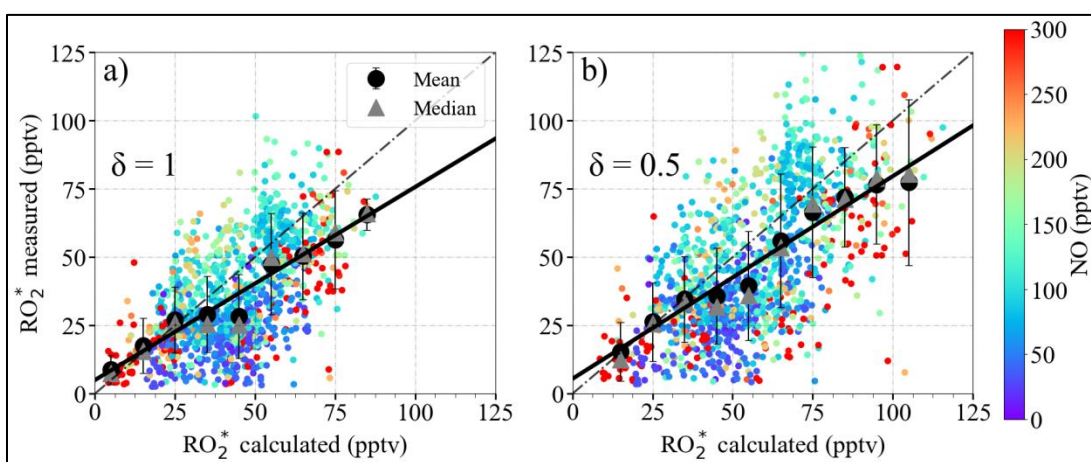 a)
Mean
Median
δ = 1
125
100
75
50
25
0
RO₂* measured (pptv)
0 25 50 75 100 125
RO₂* calculated (pptv)
b)
δ = 0.5
125
100
75
50
25
0
0 25 50 75 100 125
RO₂* calculated (pptv)
300
250
200
150
100
50
0
NO (pptv)